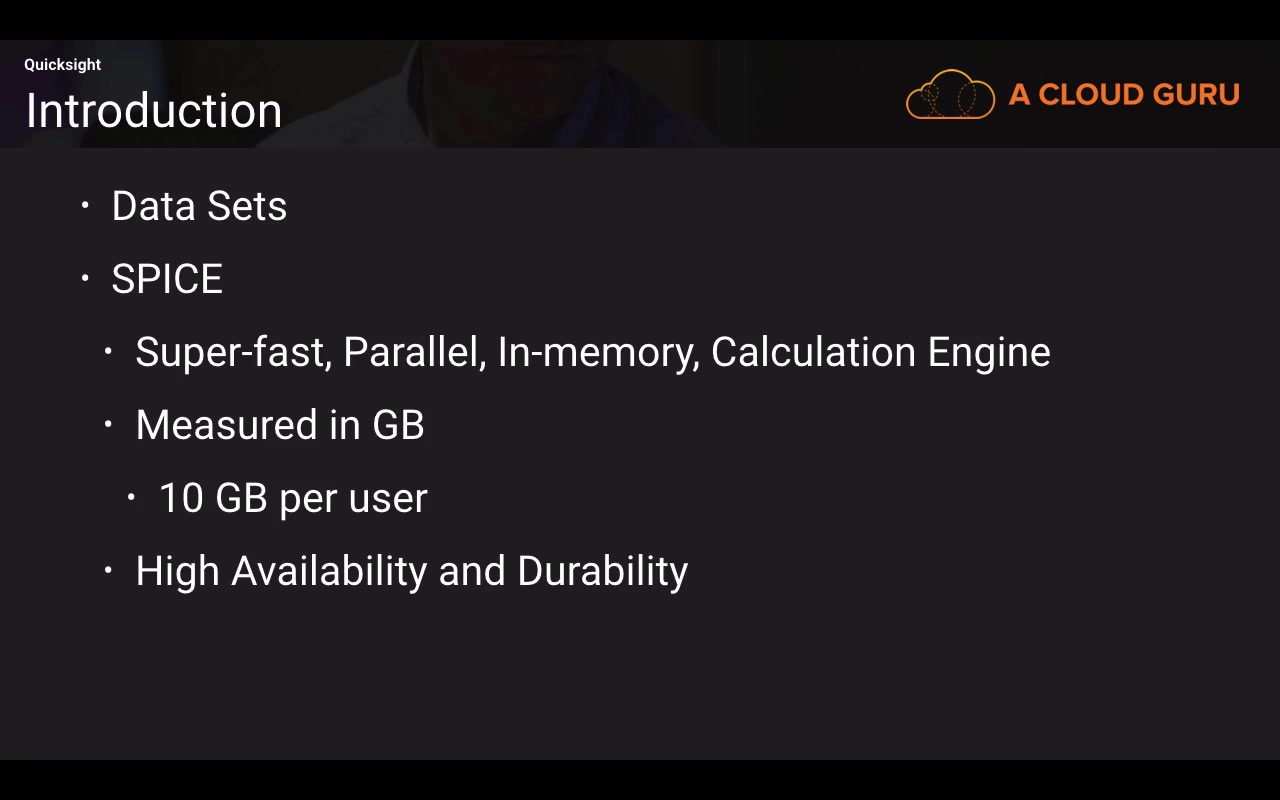 Quicksight
Introduction
A CLOUD GURU
• Data Sets
• SPICE
• Super-fast, Parallel, In-memory, Calculation Engine
• Measured in GB
• 10 GB per user
• High Availability and Durability